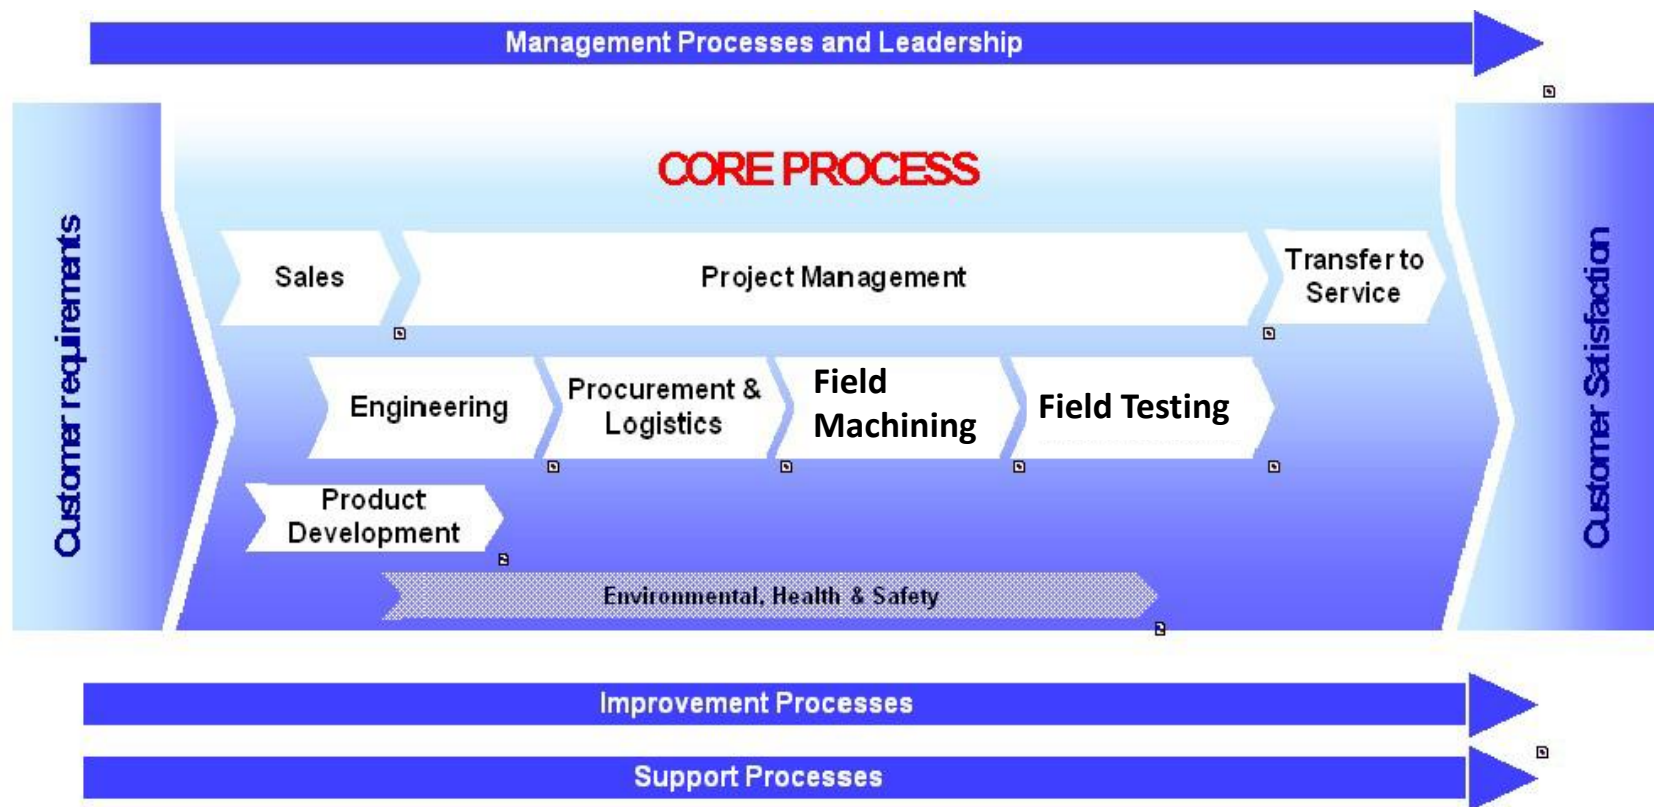 Management Processes and Leadership
CORE PROCESS
Customer requirements
Sales
Project Management
Transfer to
Service
Engineering
Procurement &
Logistics
Field
Machining
Field Testing
Product
Development
Environmental, Health & Safety
Customer Satisfaction
Improvement Processes
Support Processes